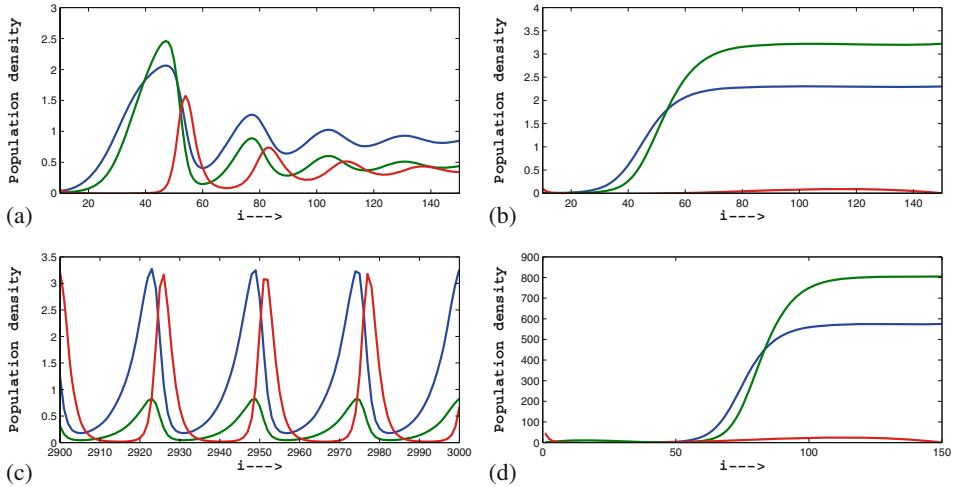 3
2.5
2
1.5
1
0.5
0
20 40 60 80 100 120 140
Population density
i--->
(a)
4
3.5
3
2.5
2
1.5
1
0.5
0
20 40 60 80 100 120 140
Population density
i--->
(b)
3.5
3
2.5
2
1.5
1
0.5
0
2900 2910 2920 2930 2940 2950 2960 2970 2980 2990 3000
Population density
i--->
(c)
900
800
700
600
500
400
300
200
100
0
0 50 100 150
Population density
i--->
(d)